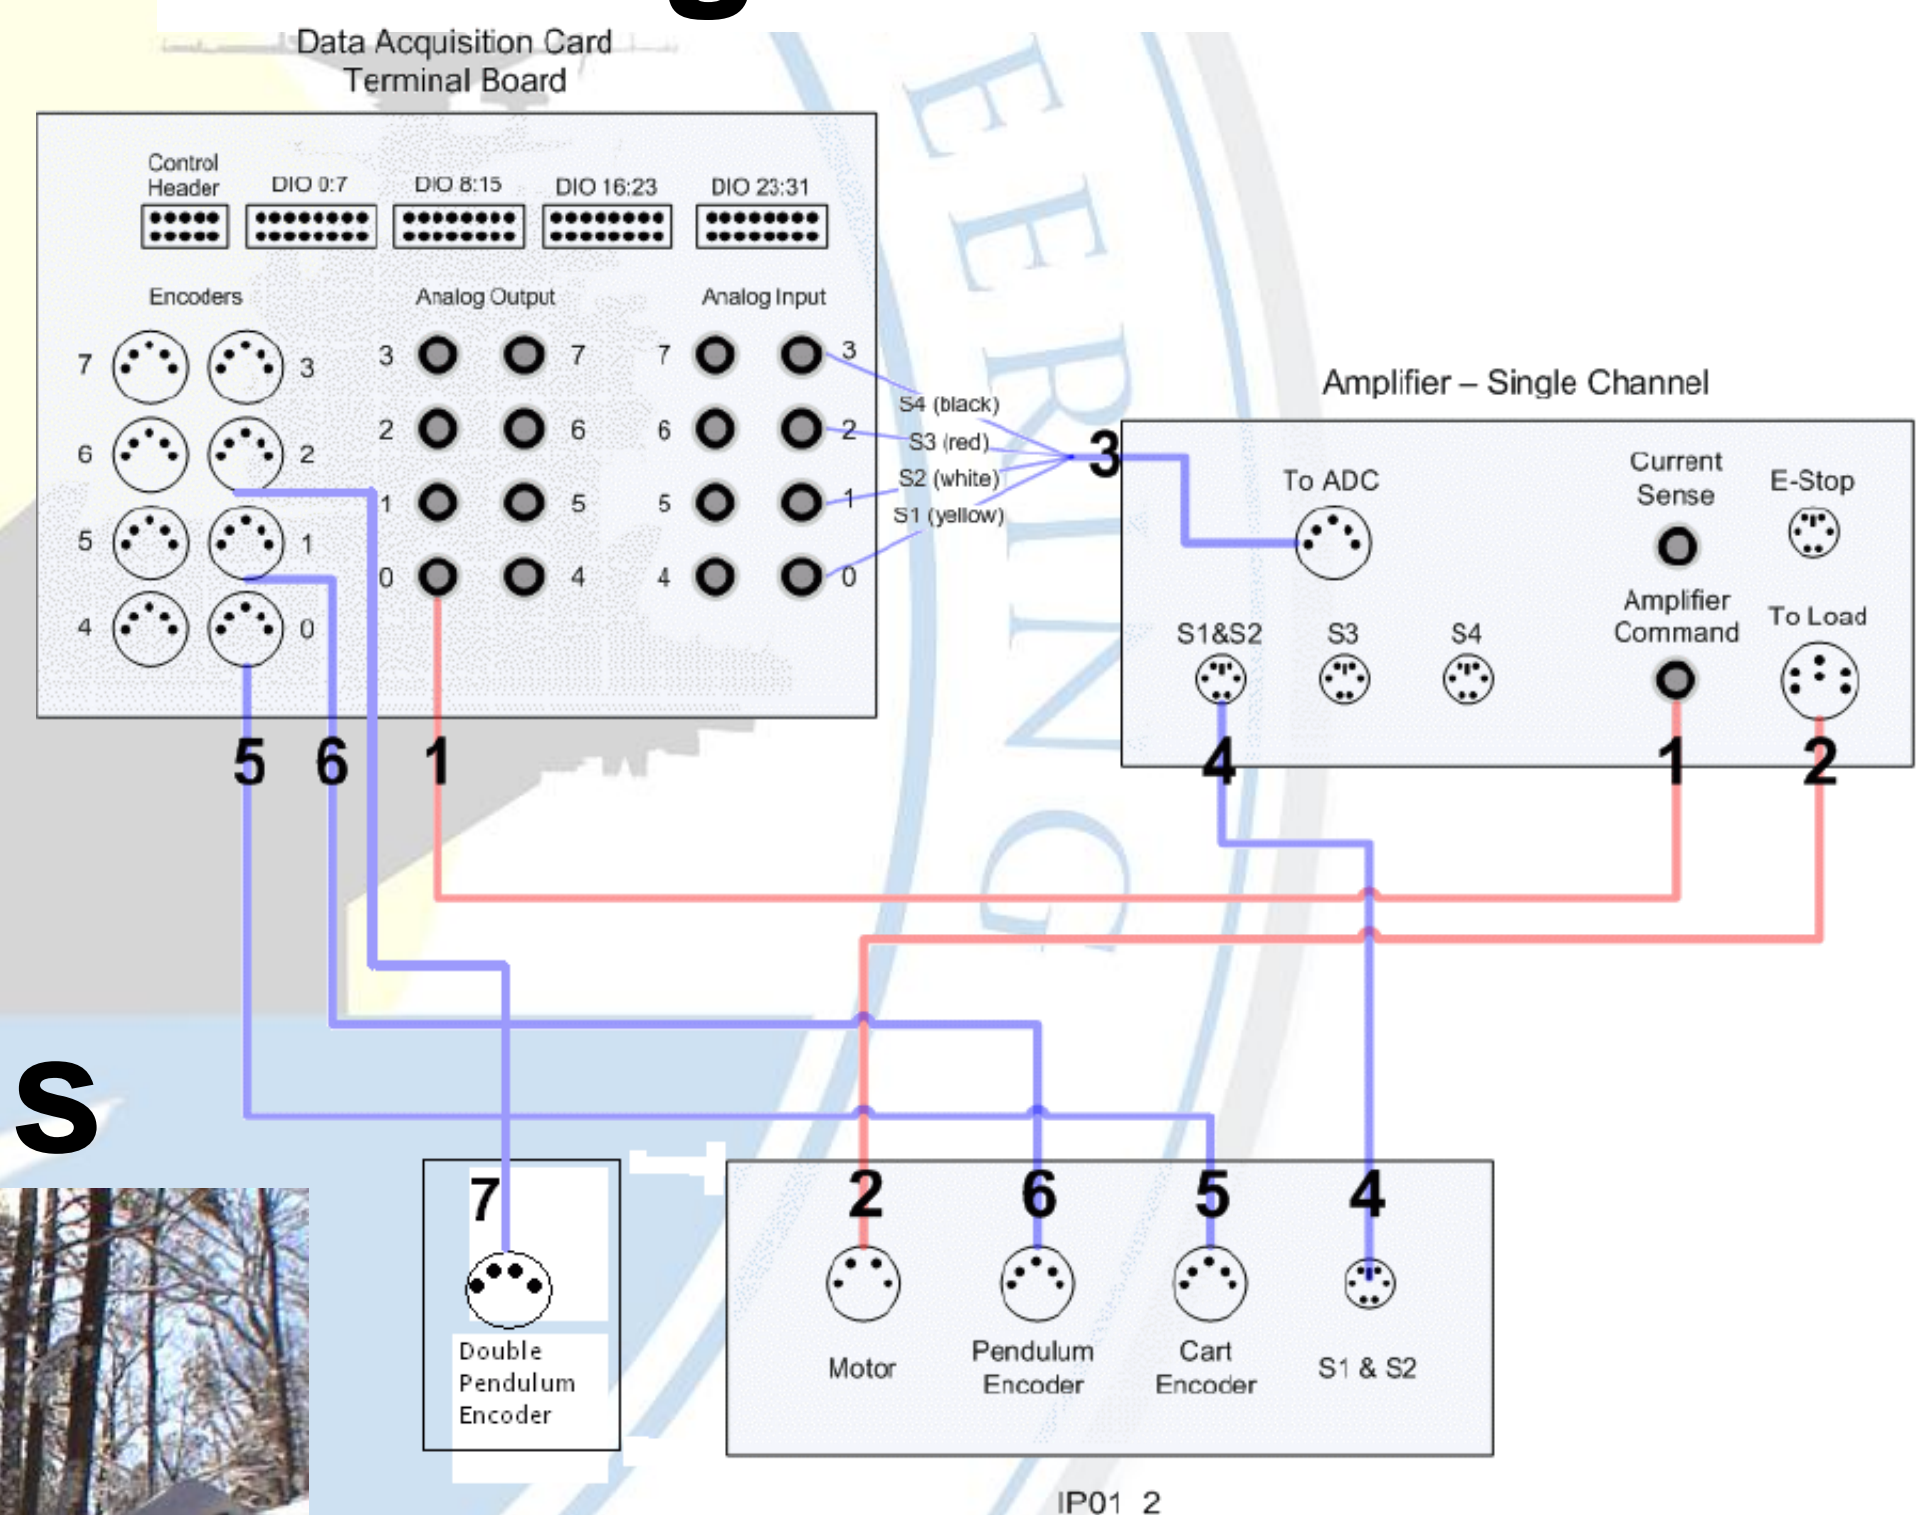 g
Data Acquisition Card
Terminal Board
Control
Header
DIO 0:7
DIO 8:15
DIO 16:23
DIO 23:31
Encoders
Analog Output
Analog Input
7
3
3
7
7
3
6
2
2
6
6
2
5
1
1
5
5
1
4
0
0
4
4
0
S4 (black)
S3 (red)
S2 (white)
S1 (yellow)
3
Amplifier – Single Channel
To ADC
Current
Sense
E-Stop
S1&S2
S3
S4
Amplifier
Command
To Load
5
6
1
4
1
2
EERING
s
7
2
6
5
4
Double
Pendulum
Encoder
Motor
Pendulum
Encoder
Cart
Encoder
S1 & S2
IP01_2